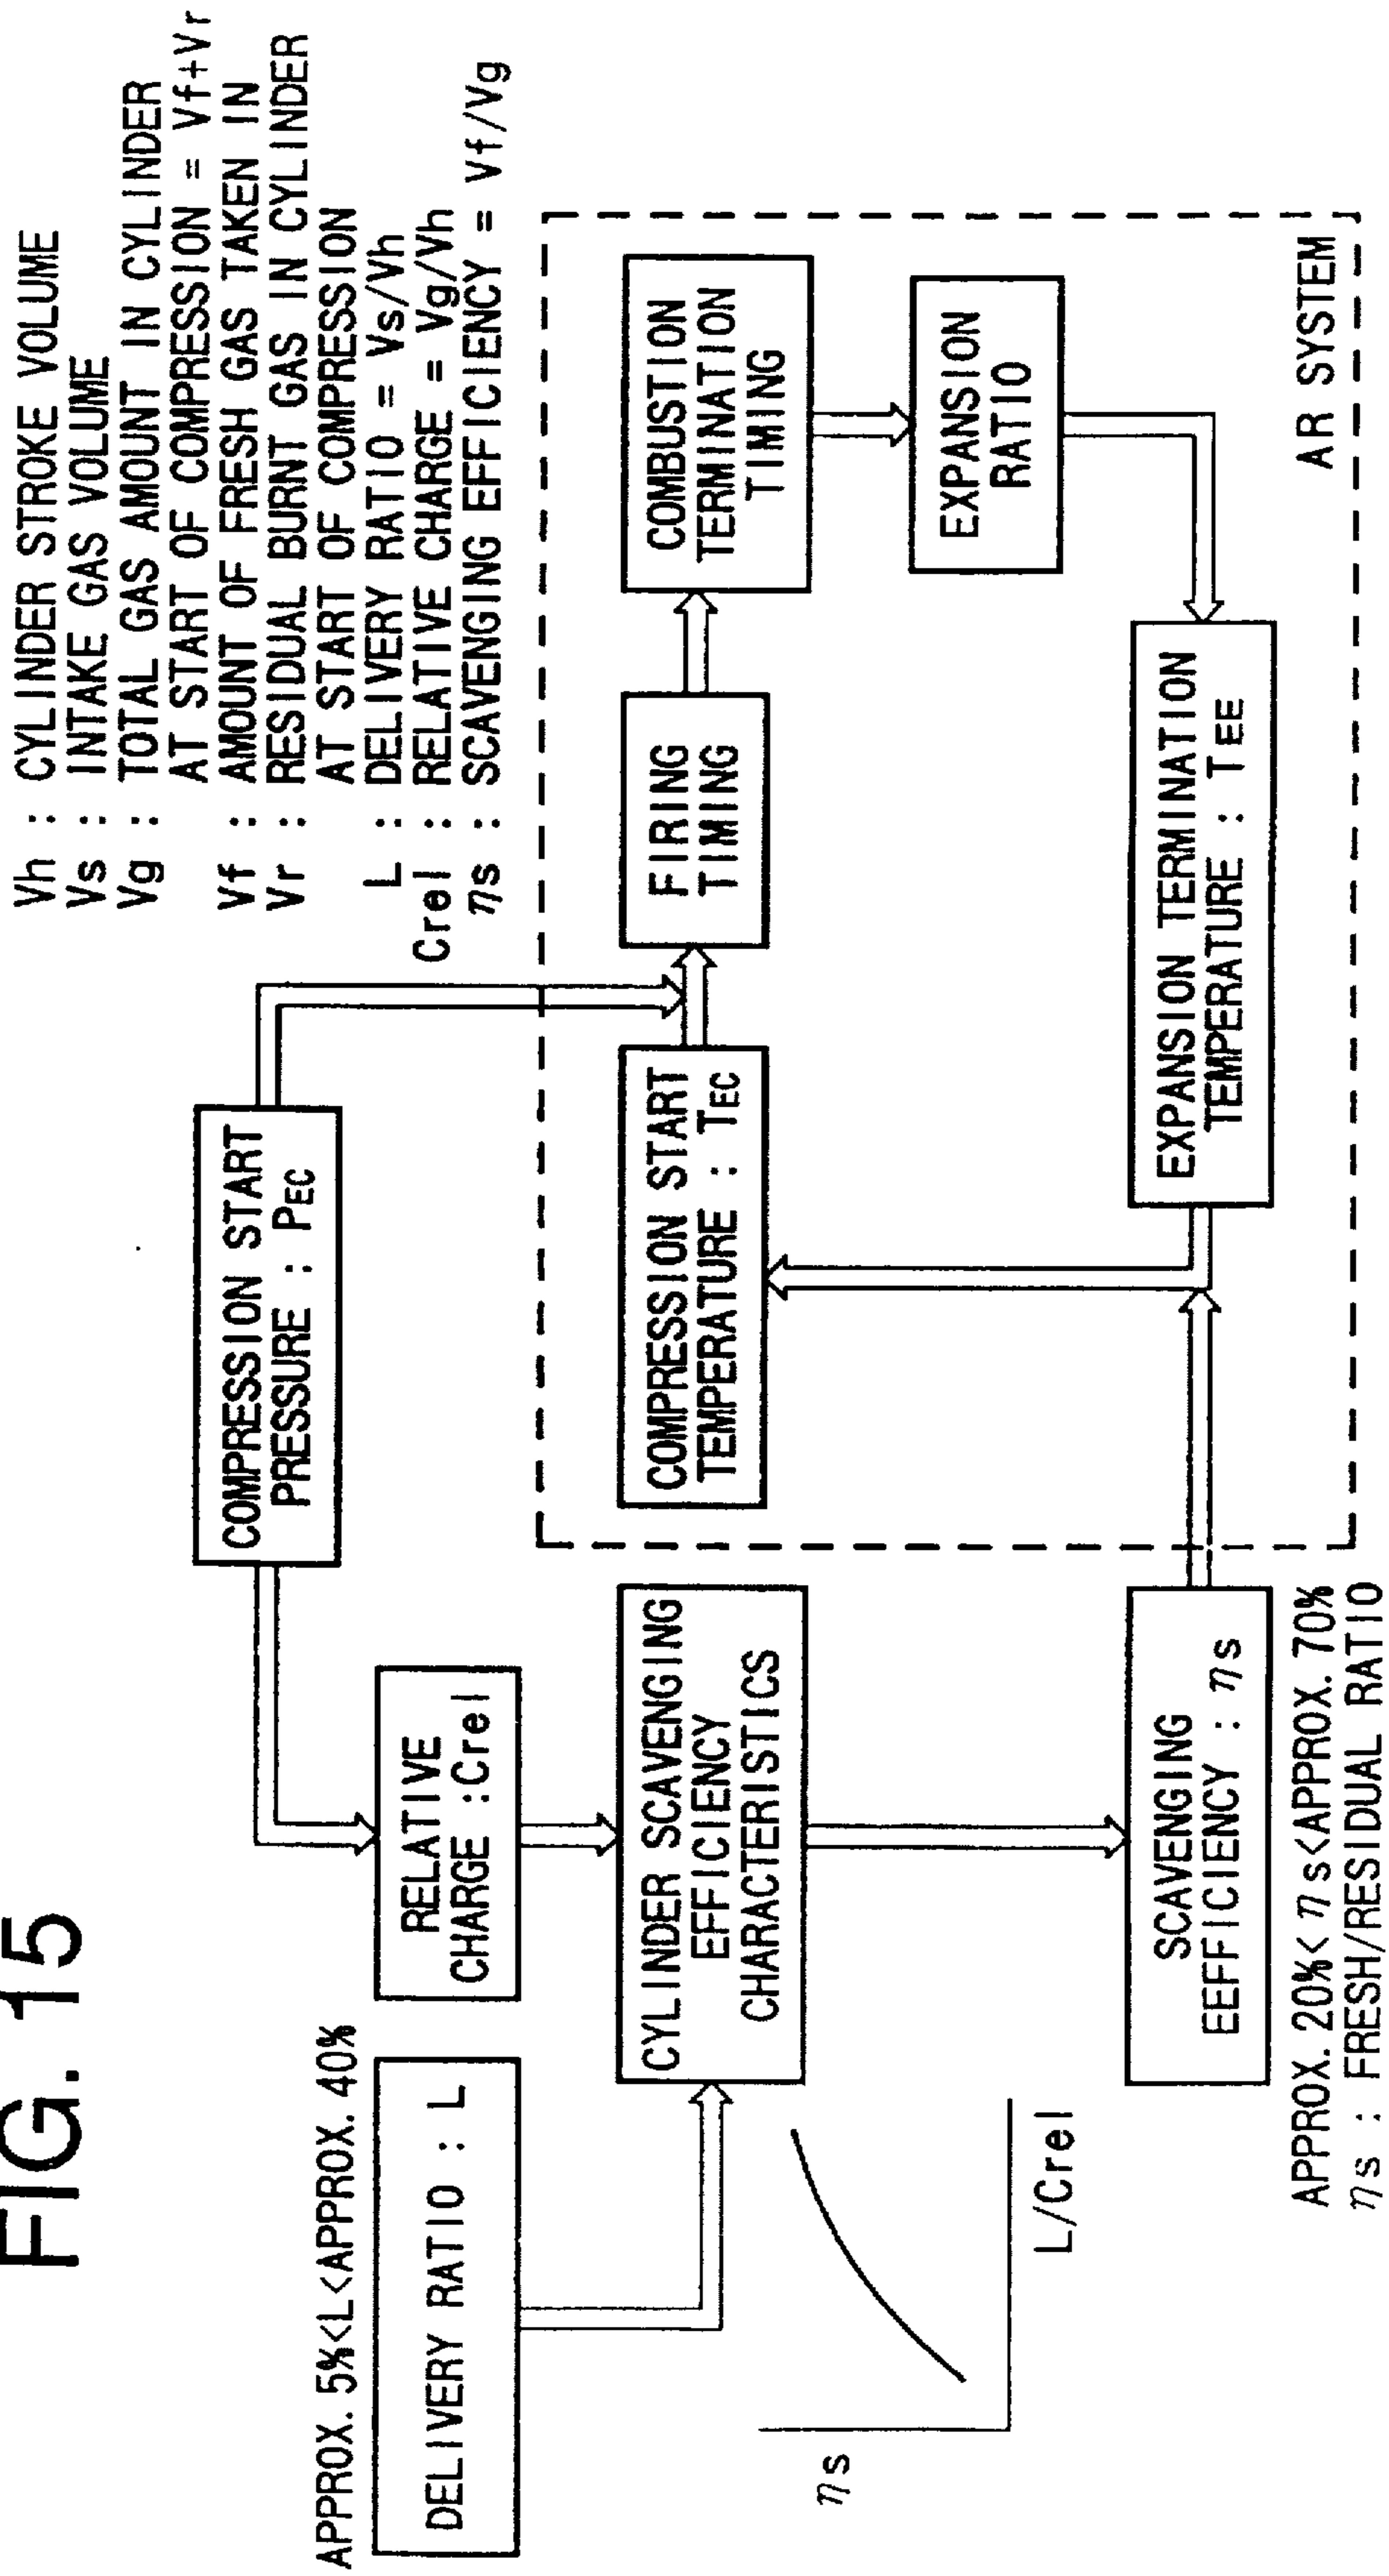 FIG. 15
Vh : CYLINDER STROKE VOLUME
Vs : INTAKE GAS VOLUME
Vg : TOTAL GAS AMOUNT IN CYLINDER
AT START OF COMPRESSION = Vf+Vr
Vf : AMOUNT OF FRESH GAS TAKEN IN
Vr : RESIDUAL BURNT GAS IN CYLINDER
AT START OF COMPRESSION
L : DELIVERY RATIO = Vs/Vh
Crel : RELATIVE CHARGE = Vg/Vh
ηs : SCAVENGING EFFICIENCY = Vf/Vg
COMPRESSION START
PRESSURE : PEC
APPROX. 5%<L<APPROX. 40%
DELIVERY RATIO : L
RELATIVE
CHARGE :Crel
CYLINDER SCAVENGING
EFFICIENCY
CHARACTERISTICS
ηs
L/Crel
SCAVENGING
EEFFICIENCY : ηs
APPROX. 20%< ηs<APPROX. 70%
ηs : FRESH/RESIDUAL RATIO
COMPRESSION START
TEMPERATURE : TEC
FIRING
TIMING
COMBUSTION
TERMINATION
TIMING
EXPANSION
RATIO
EXPANSION TERMINATION
TEMPERATURE : TEE
AR SYSTEM